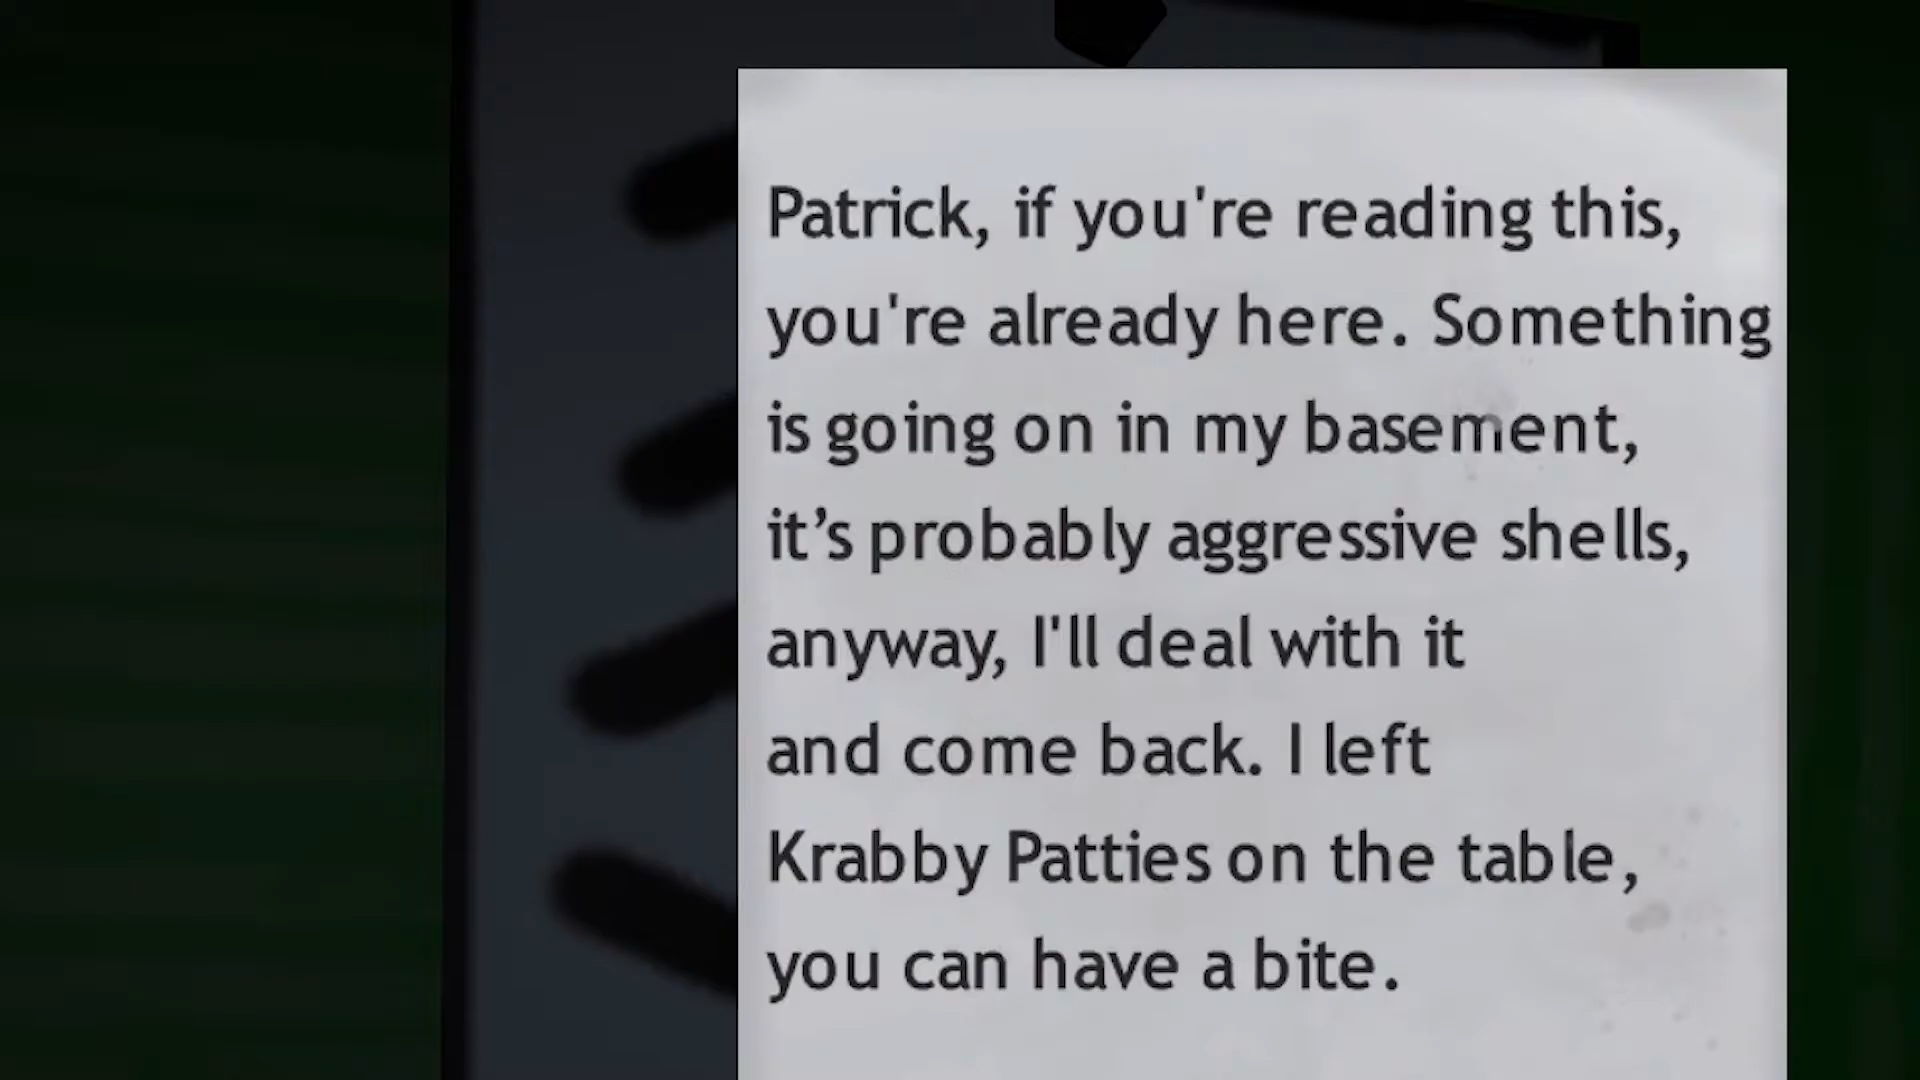 Patrick, if you're reading this,
you're already here. Something
is going on in my basement,
it’s probably aggressive shells,
anyway, I'll deal with it
and come back. I left
Krabby Patties on the table,
you can have a bite.